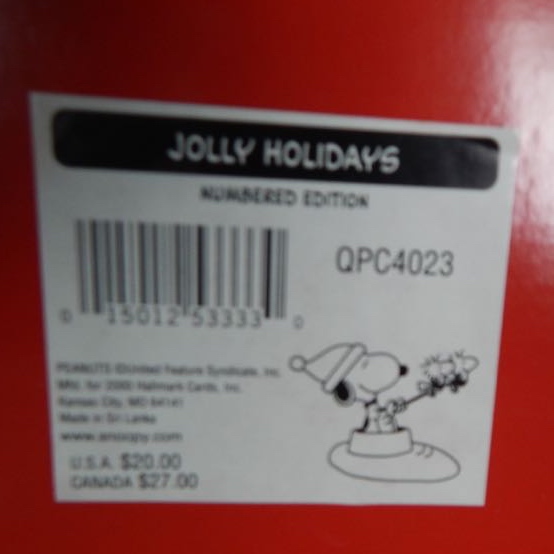 JOLLY HOLIDAYS
NUMBERED EDITION
QPC4023
0 15012 53333 0
PEANUTS ©United Feature Syndicate, Inc.
Mfd. for 2000 Hallmark Cards, Inc.
Kansas City, MO 64141
Made in Sri Lanka
www.snoopy.com
U.S.A. $20.00
CANADA $27.00